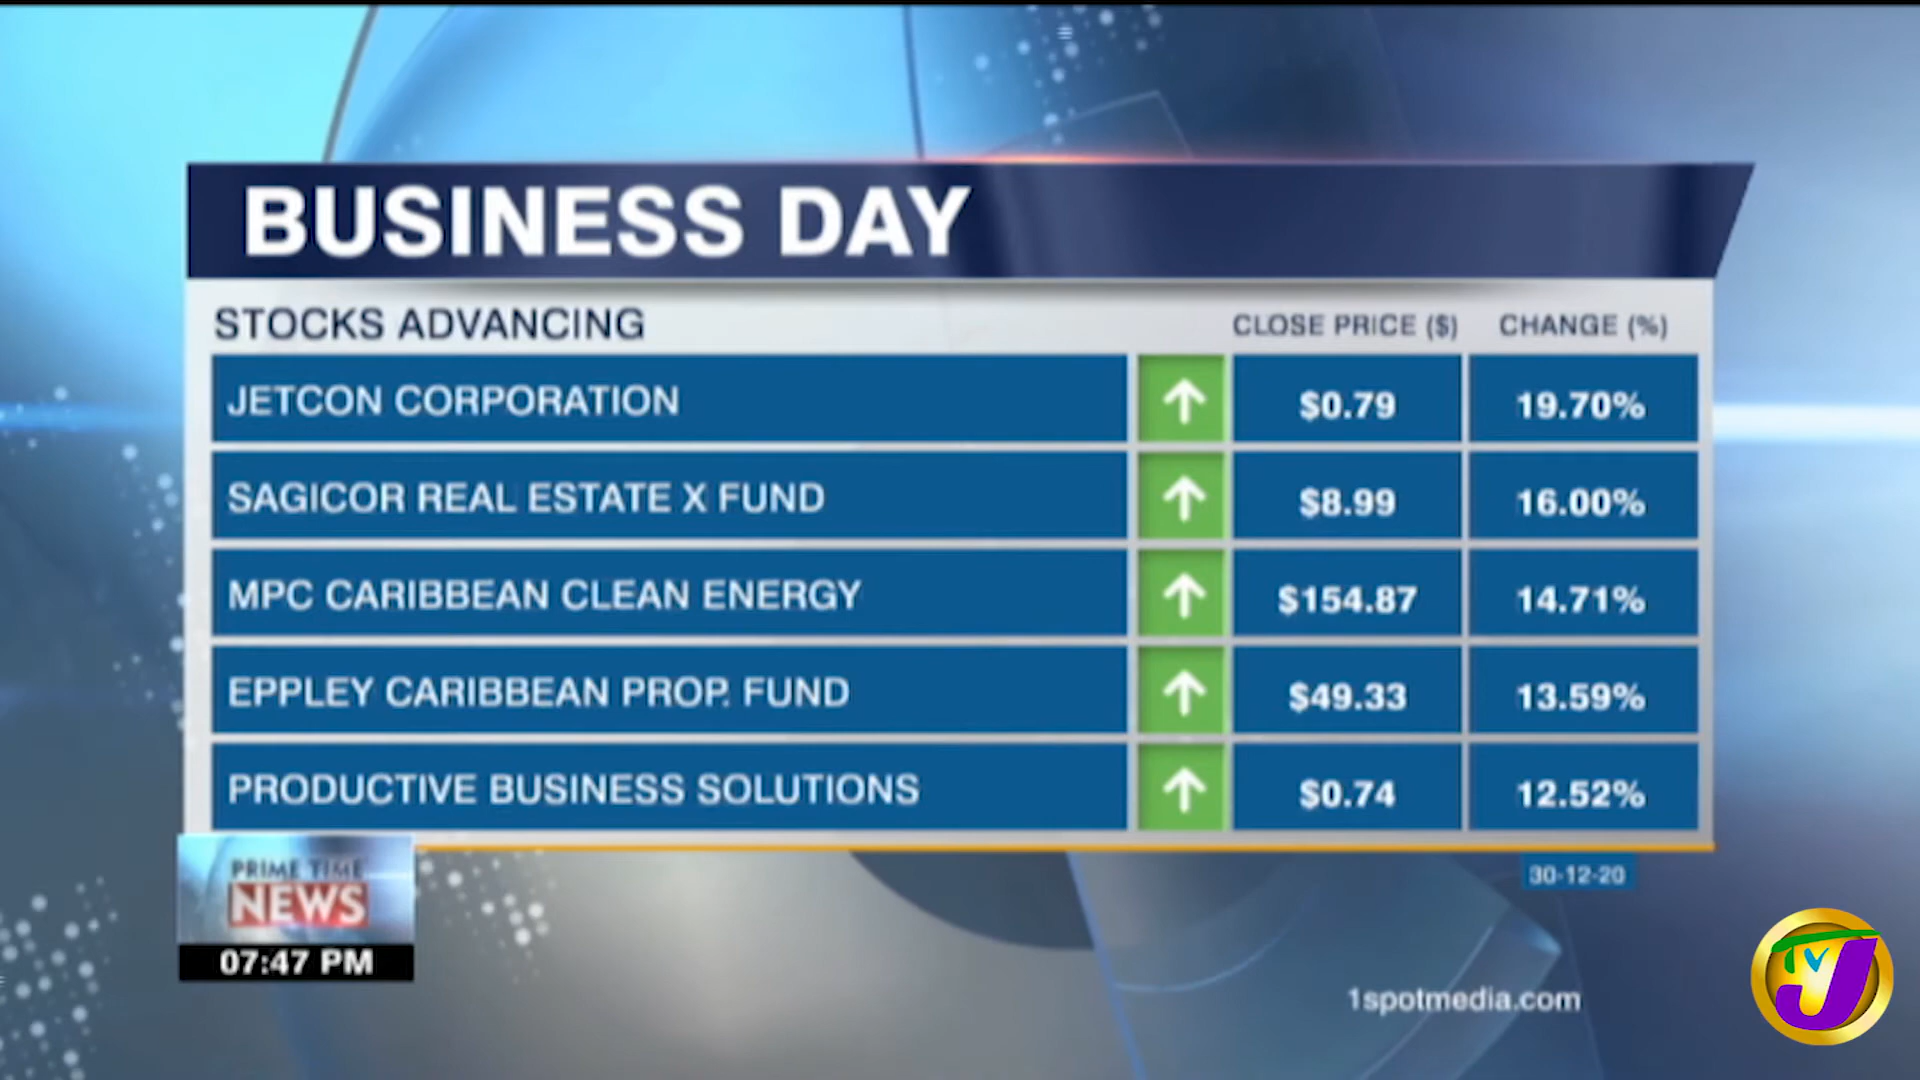 BUSINESS DAY
STOCKS ADVANCING CLOSE PRICE ($) CHANGE (%)
JETCON CORPORATION $0.79 19.70%
SAGICOR REAL ESTATE X FUND $8.99 16.00%
MPC CARIBBEAN CLEAN ENERGY $154.87 14.71%
EPPLEY CARIBBEAN PROP. FUND $49.33 13.59%
PRODUCTIVE BUSINESS SOLUTIONS $0.74 12.52%
PRIME TIME
NEWS
07:47 PM
30-12-20
1spotmedia.com
TVJ